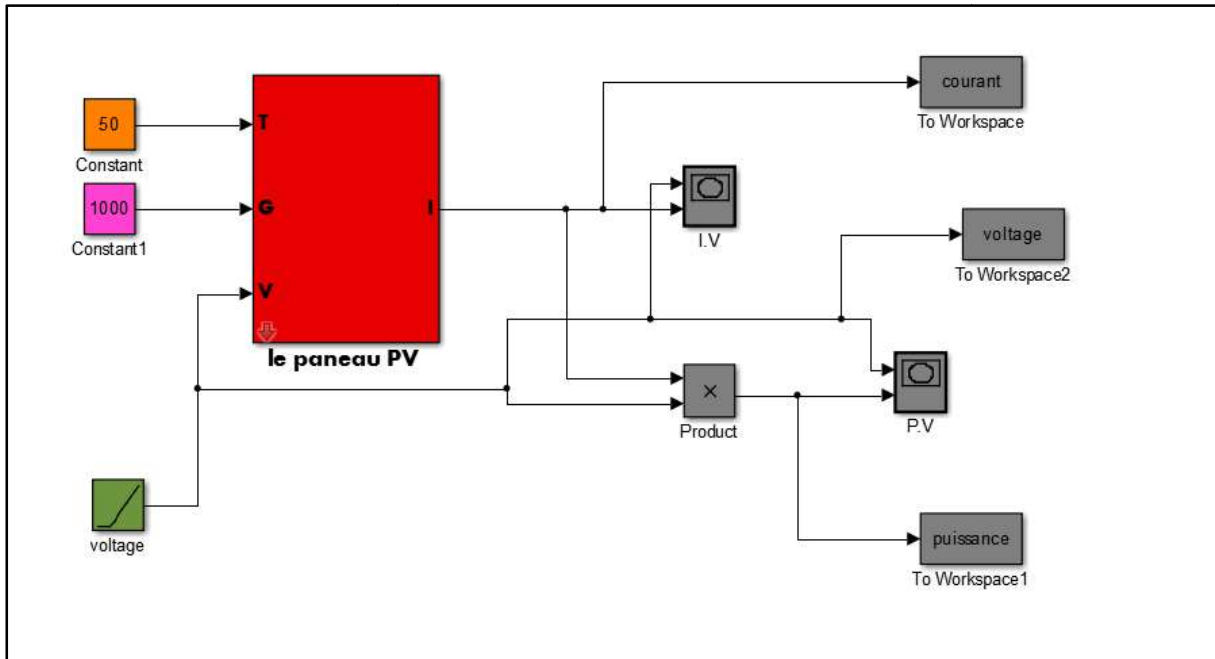 50
Constant
1000
Constant1
T
G
V
I
le paneau PV
voltage
I.V
×
Product
P.V
courant
To Workspace
voltage
To Workspace2
puissance
To Workspace1